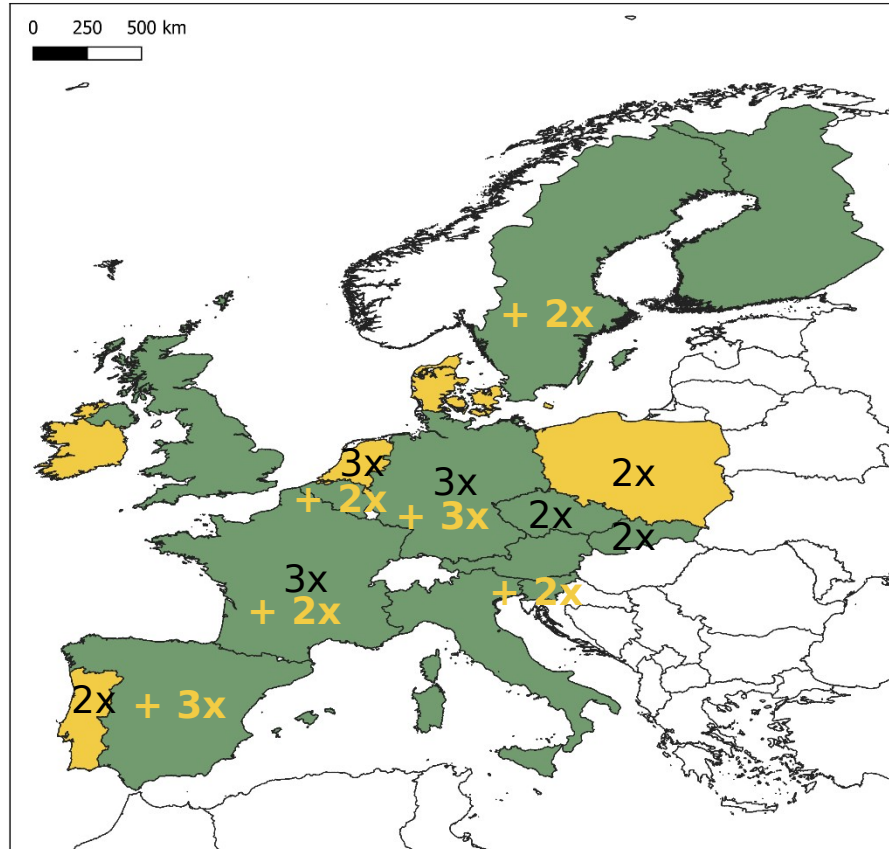 0 250 500 km
+ 2x
3x
+ 2x
3x
+ 3x
2x
2x
2x
3x
+ 2x
+ 2x
2x
+ 3x